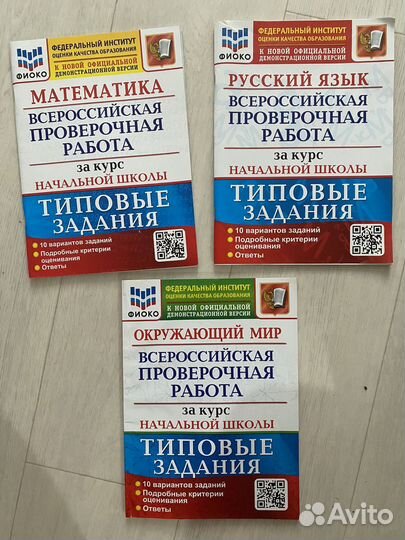 ФИОКО
ФЕДЕРАЛЬНЫЙ ИНСТИТУТ
ОЦЕНКИ КАЧЕСТВА ОБРАЗОВАНИЯ
К НОВОЙ ОФИЦИАЛЬНОЙ
ДЕМОНСТРАЦИОННОЙ ВЕРСИИ
МАТЕМАТИКА
ВСЕРОССИЙСКАЯ
ПРОВЕРОЧНАЯ
РАБОТА
за курс
НАЧАЛЬНОЙ ШКОЛЫ
ТИПОВЫЕ
ЗАДАНИЯ
• 10 вариантов заданий
• Подробные критерии
оценивания
• Ответы
ФИОКО
ФЕДЕРАЛЬНЫЙ ИНСТИТУТ
ОЦЕНКИ КАЧЕСТВА ОБРАЗОВАНИЯ
К НОВОЙ ОФИЦИАЛЬНОЙ
ДЕМОНСТРАЦИОННОЙ ВЕРСИИ
РУССКИЙ ЯЗЫК
ВСЕРОССИЙСКАЯ
ПРОВЕРОЧНАЯ
РАБОТА
за курс
НАЧАЛЬНОЙ ШКОЛЫ
ТИПОВЫЕ
ЗАДАНИЯ
• 10 вариантов заданий
• Подробные критерии
оценивания
• Ответы
ФИОКО
ФЕДЕРАЛЬНЫЙ ИНСТИТУТ
ОЦЕНКИ КАЧЕСТВА ОБРАЗОВАНИЯ
К НОВОЙ ОФИЦИАЛЬНОЙ
ДЕМОНСТРАЦИОННОЙ ВЕРСИИ
ОКРУЖАЮЩИЙ МИР
ВСЕРОССИЙСКАЯ
ПРОВЕРОЧНАЯ
РАБОТА
за курс
НАЧАЛЬНОЙ ШКОЛЫ
ТИПОВЫЕ
ЗАДАНИЯ
• 10 вариантов заданий
• Подробные критерии
оценивания
• Ответы
Avito